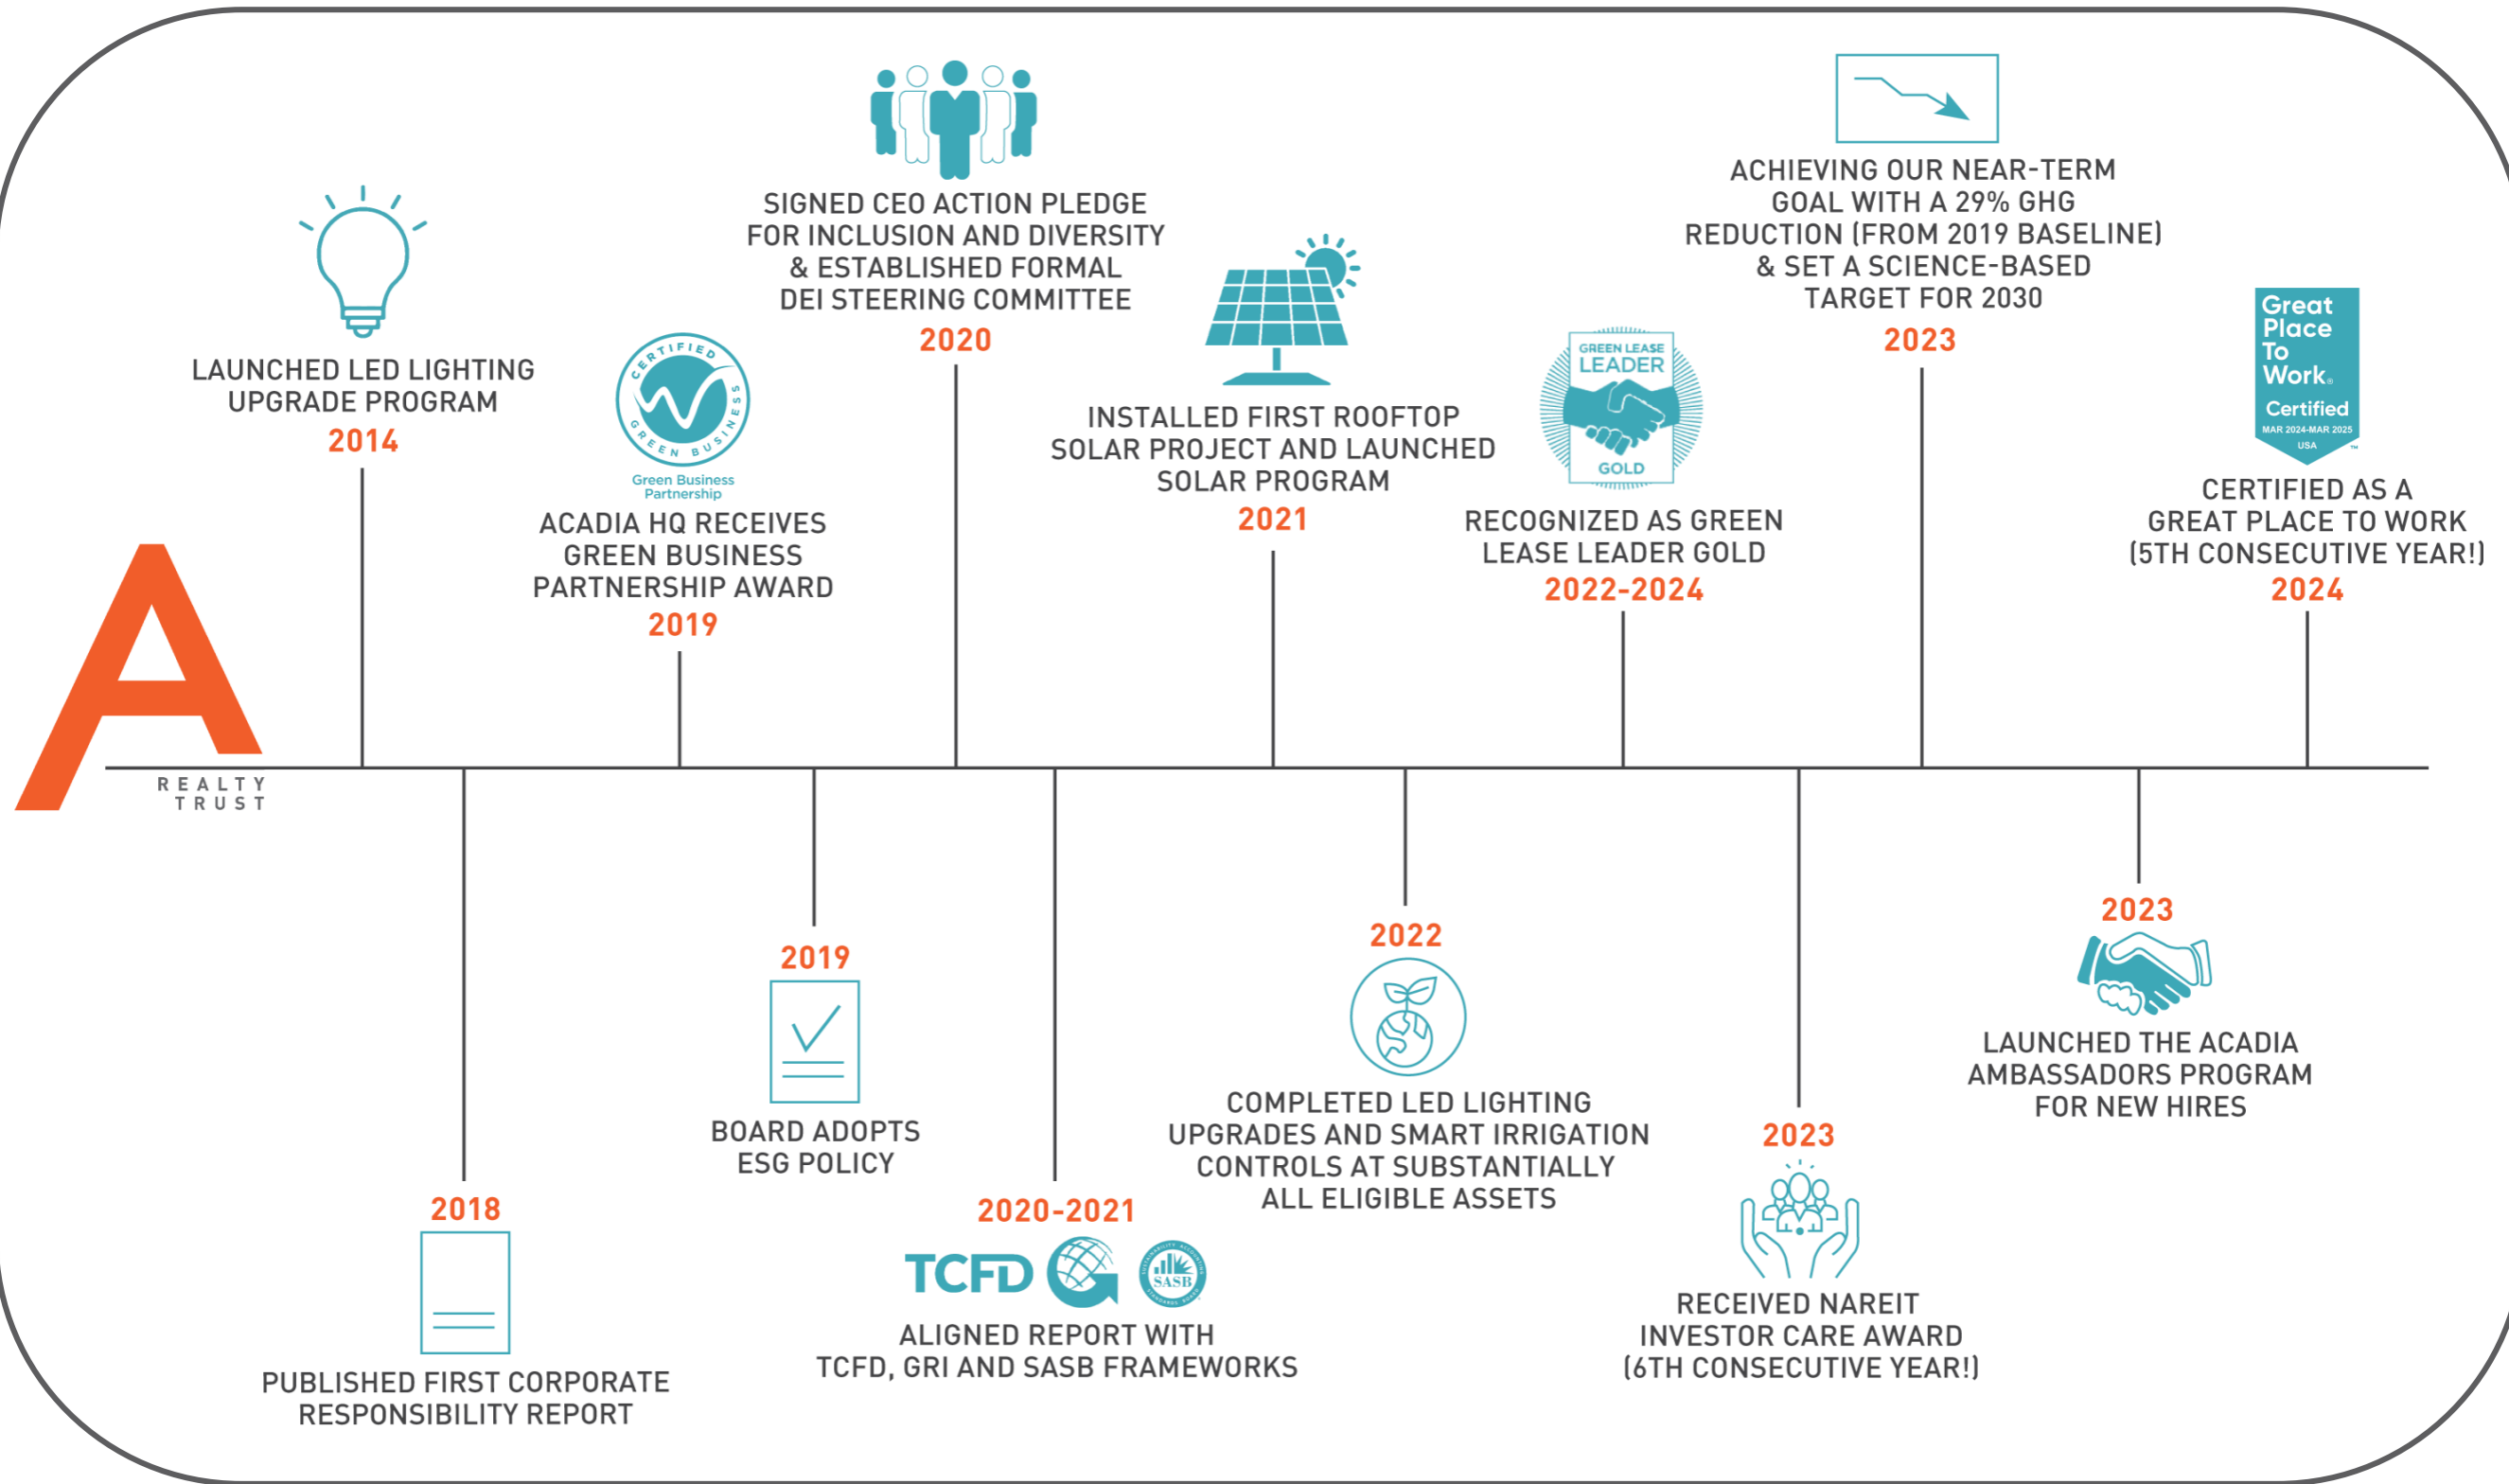 LAUNCHED LED LIGHTING
UPGRADE PROGRAM
2014
CERTIFIED
GREEN BUSINESS
Green Business
Partnership
ACADIA HQ RECEIVES
GREEN BUSINESS
PARTNERSHIP AWARD
2019
SIGNED CEO ACTION PLEDGE
FOR INCLUSION AND DIVERSITY
& ESTABLISHED FORMAL
DEI STEERING COMMITTEE
2020
INSTALLED FIRST ROOFTOP
SOLAR PROJECT AND LAUNCHED
SOLAR PROGRAM
2021
GREEN LEASE
LEADER
GOLD
RECOGNIZED AS GREEN
LEASE LEADER GOLD
2022-2024
ACHIEVING OUR NEAR-TERM
GOAL WITH A 29% GHG
REDUCTION (FROM 2019 BASELINE)
& SET A SCIENCE-BASED
TARGET FOR 2030
2023
Great
Place
To
Work®
Certified
MAR 2024-MAR 2025
USA
™
CERTIFIED AS A
GREAT PLACE TO WORK
(5TH CONSECUTIVE YEAR!)
2024
A
REALTY
TRUST
2018
PUBLISHED FIRST CORPORATE
RESPONSIBILITY REPORT
2019
BOARD ADOPTS
ESG POLICY
2020-2021
TCFD
SUSTAINABILITY ACCOUNTING
SASB
STANDARDS BOARD
ALIGNED REPORT WITH
TCFD, GRI AND SASB FRAMEWORKS
2022
COMPLETED LED LIGHTING
UPGRADES AND SMART IRRIGATION
CONTROLS AT SUBSTANTIALLY
ALL ELIGIBLE ASSETS
2023
RECEIVED NAREIT
INVESTOR CARE AWARD
(6TH CONSECUTIVE YEAR!)
2023
LAUNCHED THE ACADIA
AMBASSADORS PROGRAM
FOR NEW HIRES